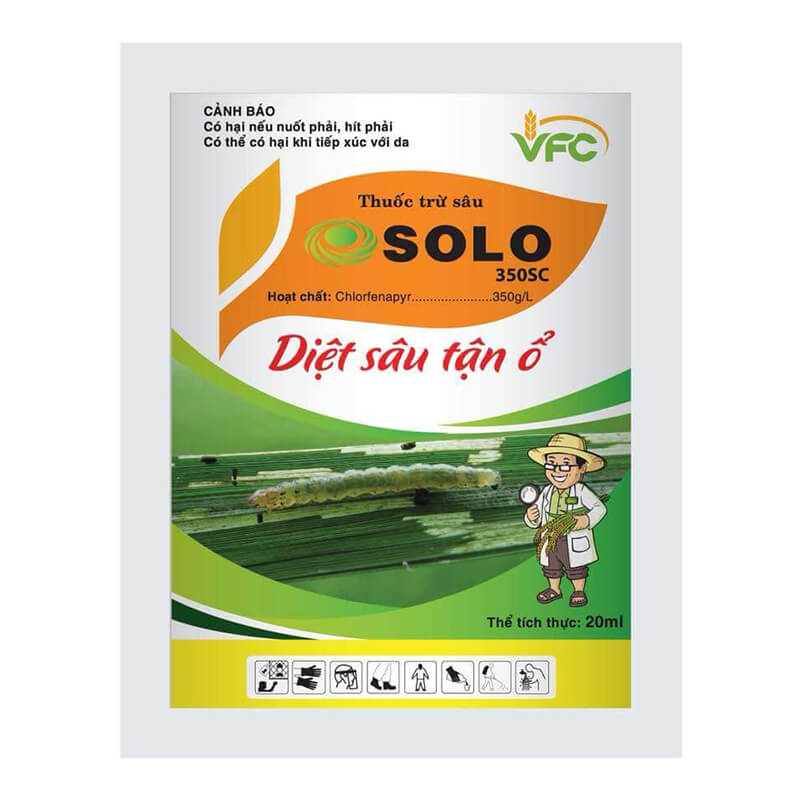 CẢNH BÁO
Có hại nếu nuốt phải, hít phải
Có thể có hại khi tiếp xúc với da
VFC
Thuốc trừ sâu
SOLO
350SC
Hoạt chất: Chlorfenapyr......................350g/L
Diệt sâu tận ổ
Thể tích thực: 20ml